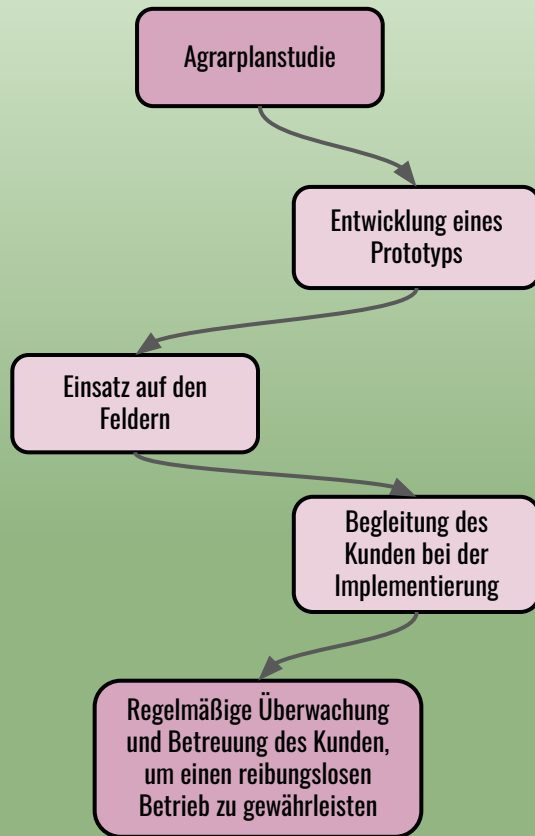 Agrarplanstudie
Entwicklung eines
Prototyps
Einsatz auf den
Feldern
Begleitung des
Kunden bei der
Implementierung
Regelmäßige Überwachung
und Betreuung des Kunden,
um einen reibungslosen
Betrieb zu gewährleisten